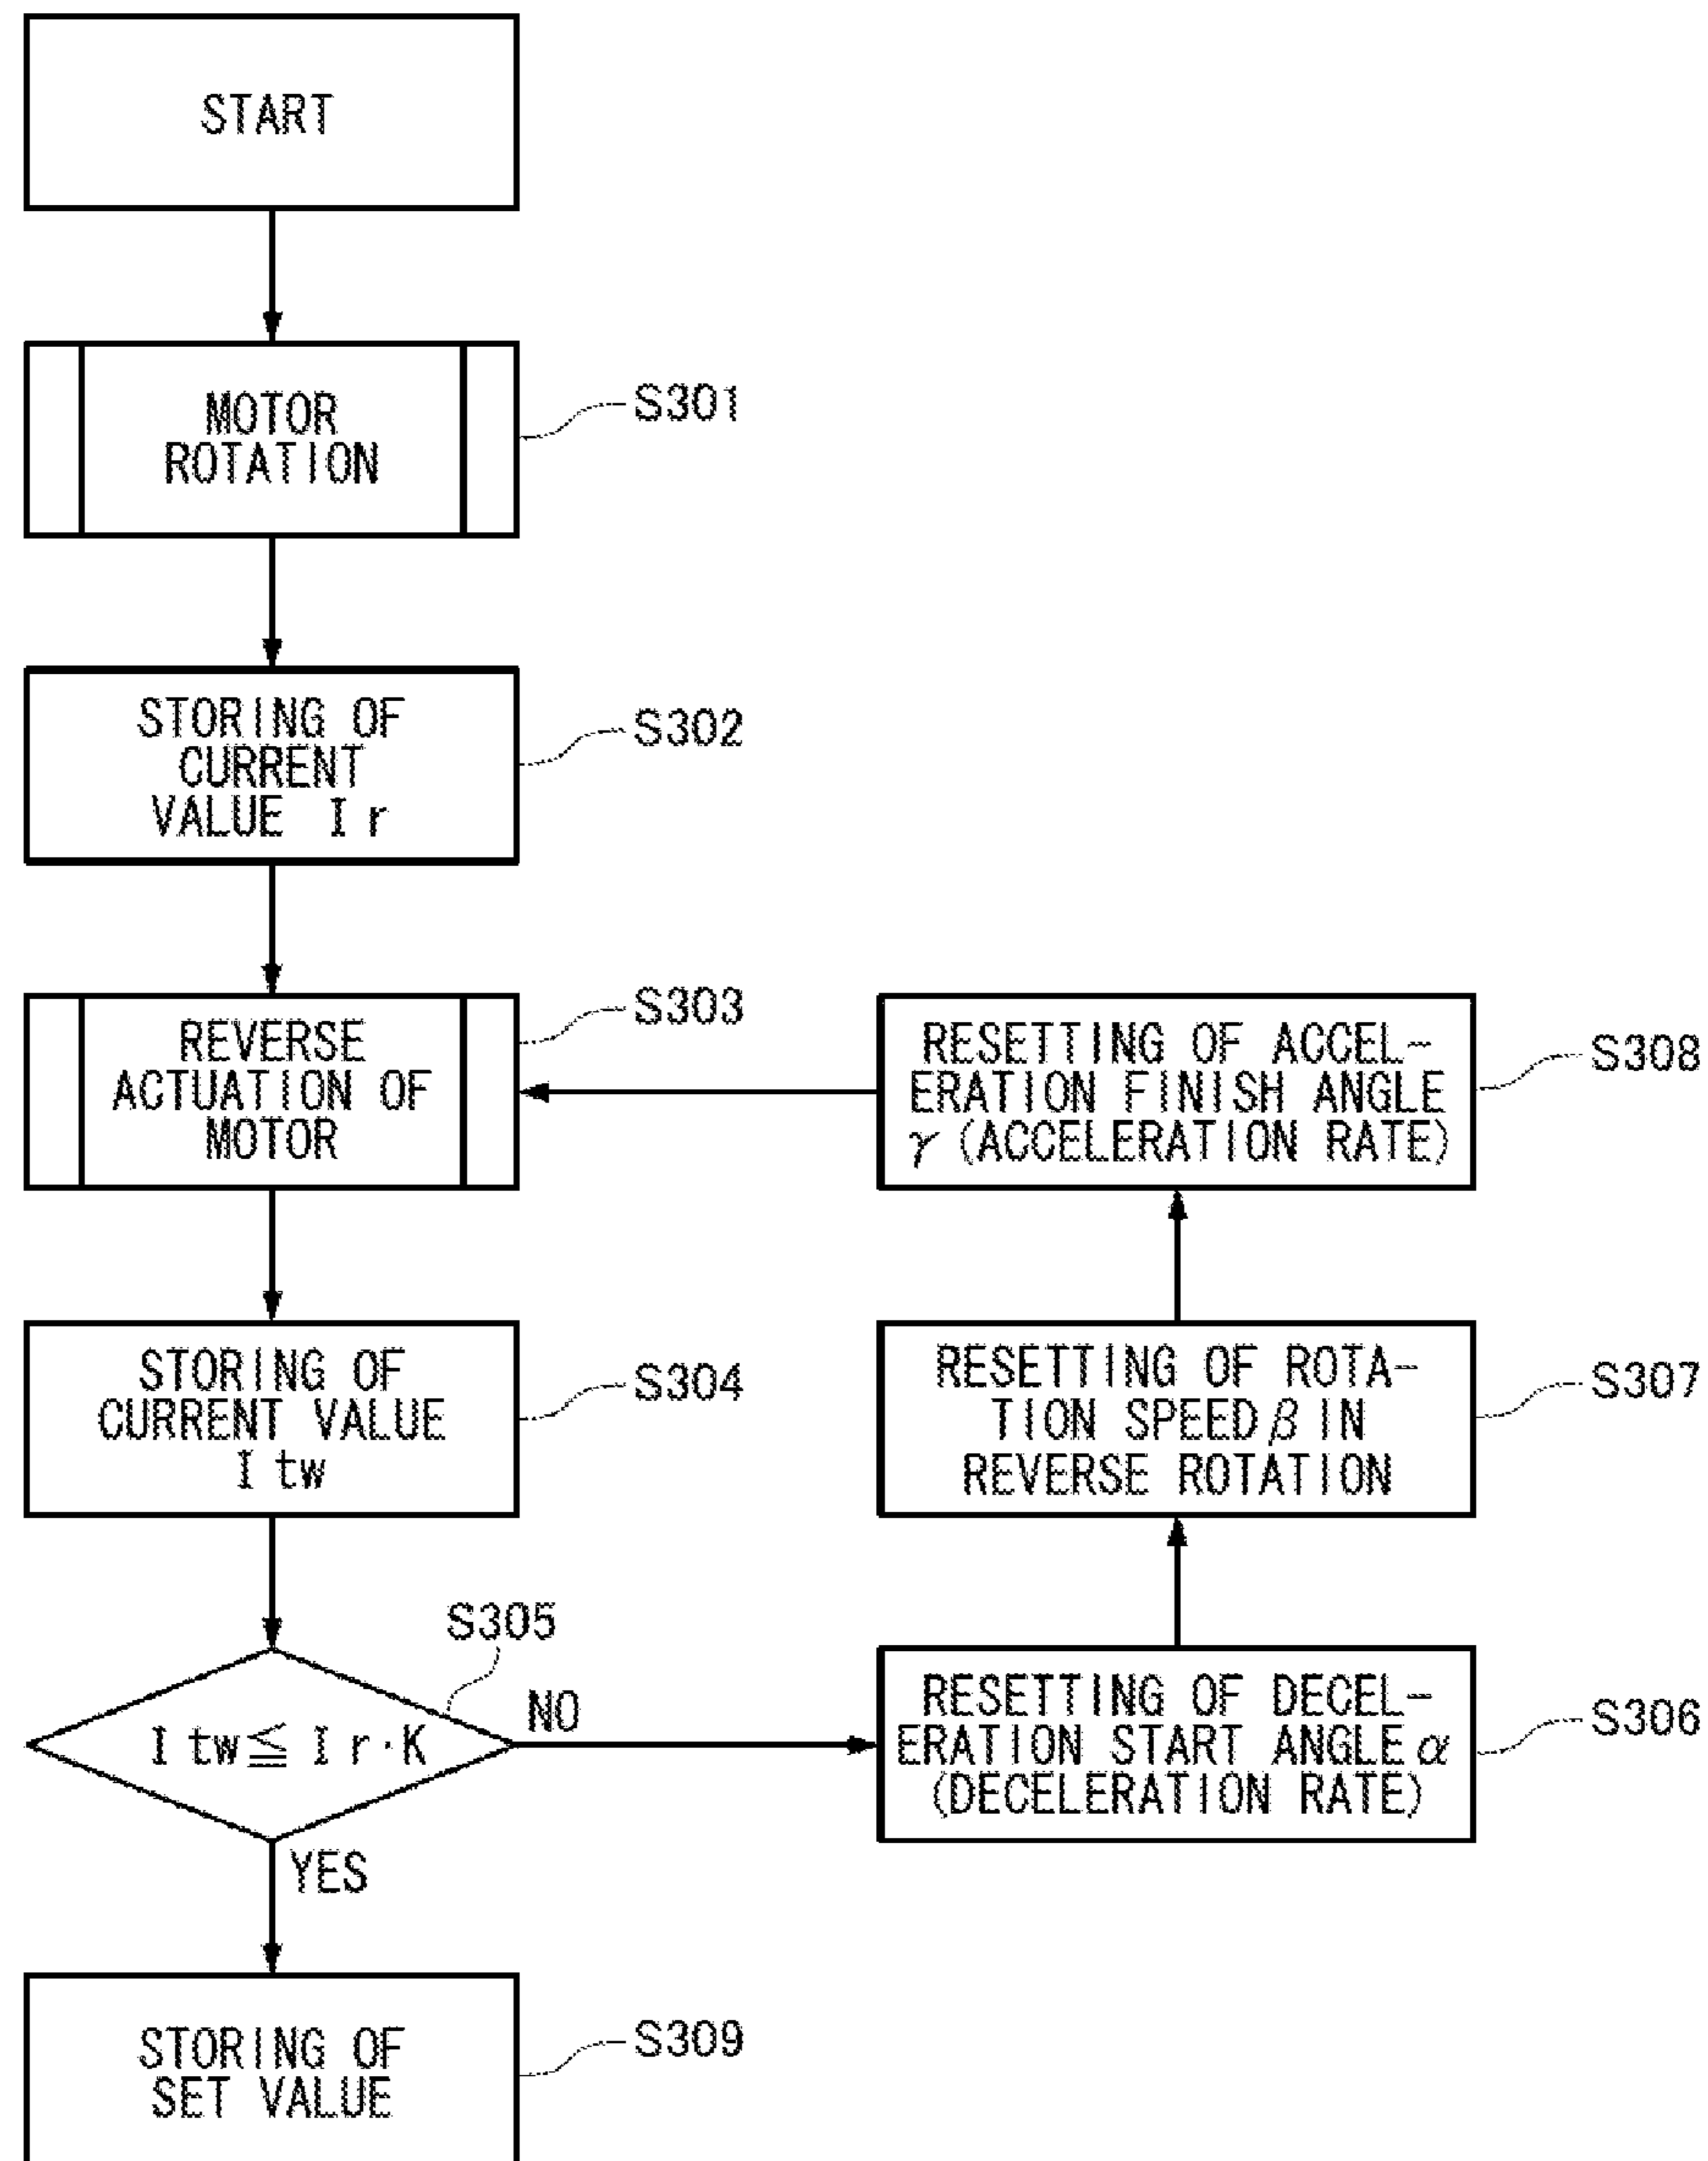 START
MOTOR
ROTATION
S301
STORING OF
CURRENT
VALUE Ir
S302
REVERSE
ACTUATION OF
MOTOR
S303
STORING OF
CURRENT VALUE
Itw
S304
S305
Itw≦Ir·K
NO
YES
RESETTING OF DECEL-
ERATION START ANGLE α
(DECELERATION RATE)
S306
RESETTING OF ROTA-
TION SPEED β IN
REVERSE ROTATION
S307
RESETTING OF ACCEL-
ERATION FINISH ANGLE
γ (ACCELERATION RATE)
S308
STORING OF
SET VALUE
S309